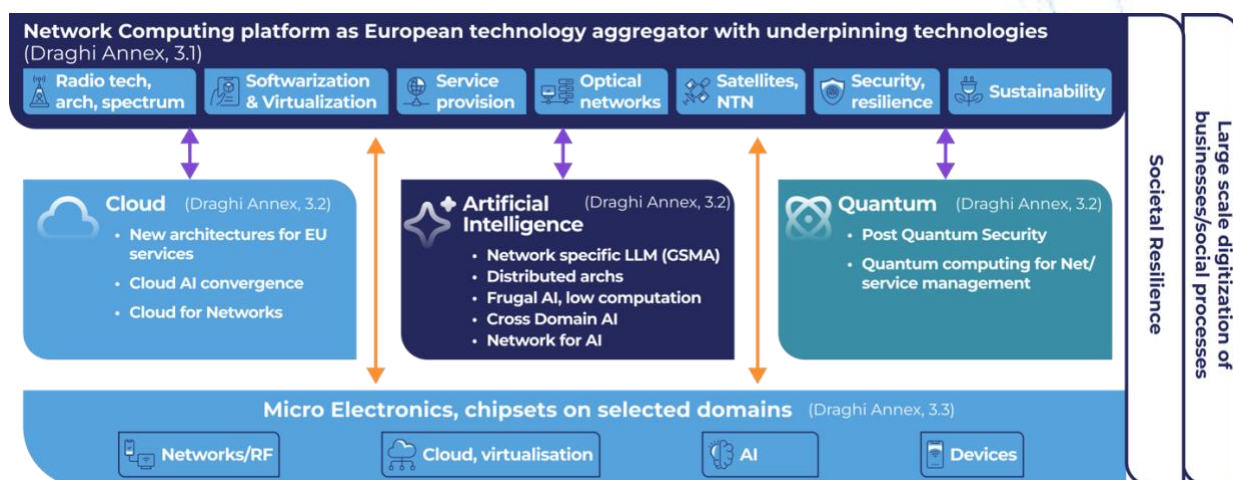 Network Computing platform as European technology aggregator with underpinning technologies
(Draghi Annex, 3.1)
Radio tech,
arch, spectrum
Softwarization
& Virtualization
Service
provision
Optical
networks
Satellites,
NTN
Security,
resilience
Sustainability
Cloud (Draghi Annex, 3.2)
• New architectures for EU
services
• Cloud AI convergence
• Cloud for Networks
Artificial (Draghi Annex, 3.2)
Intelligence
• Network specific LLM (GSMA)
• Distributed archs
• Frugal AI, low computation
• Cross Domain AI
• Network for AI
Quantum (Draghi Annex, 3.2)
• Post Quantum Security
• Quantum computing for Net/
service management
Micro Electronics, chipsets on selected domains (Draghi Annex, 3.3)
Networks/RF
Cloud, virtualisation
AI
Devices
Societal Resilience
Large scale digitization of
businesses/social processes